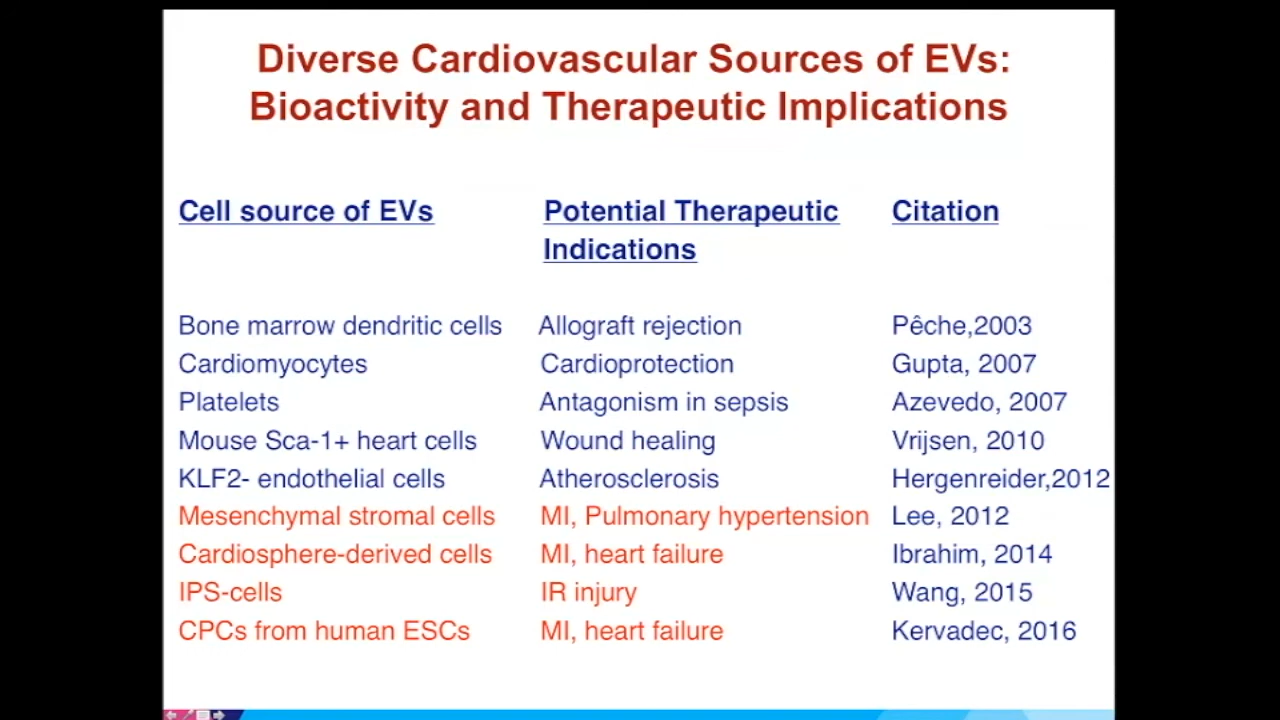 Diverse Cardiovascular Sources of EVs:
Bioactivity and Therapeutic Implications
Cell source of EVs Potential Therapeutic Indications Citation
Bone marrow dendritic cells Allograft rejection Pêche,2003
Cardiomyocytes Cardioprotection Gupta, 2007
Platelets Antagonism in sepsis Azevedo, 2007
Mouse Sca-1+ heart cells Wound healing Vrijsen, 2010
KLF2- endothelial cells Atherosclerosis Hergenreider,2012
Mesenchymal stromal cells MI, Pulmonary hypertension Lee, 2012
Cardiosphere-derived cells MI, heart failure Ibrahim, 2014
IPS-cells IR injury Wang, 2015
CPCs from human ESCs MI, heart failure Kervadec, 2016